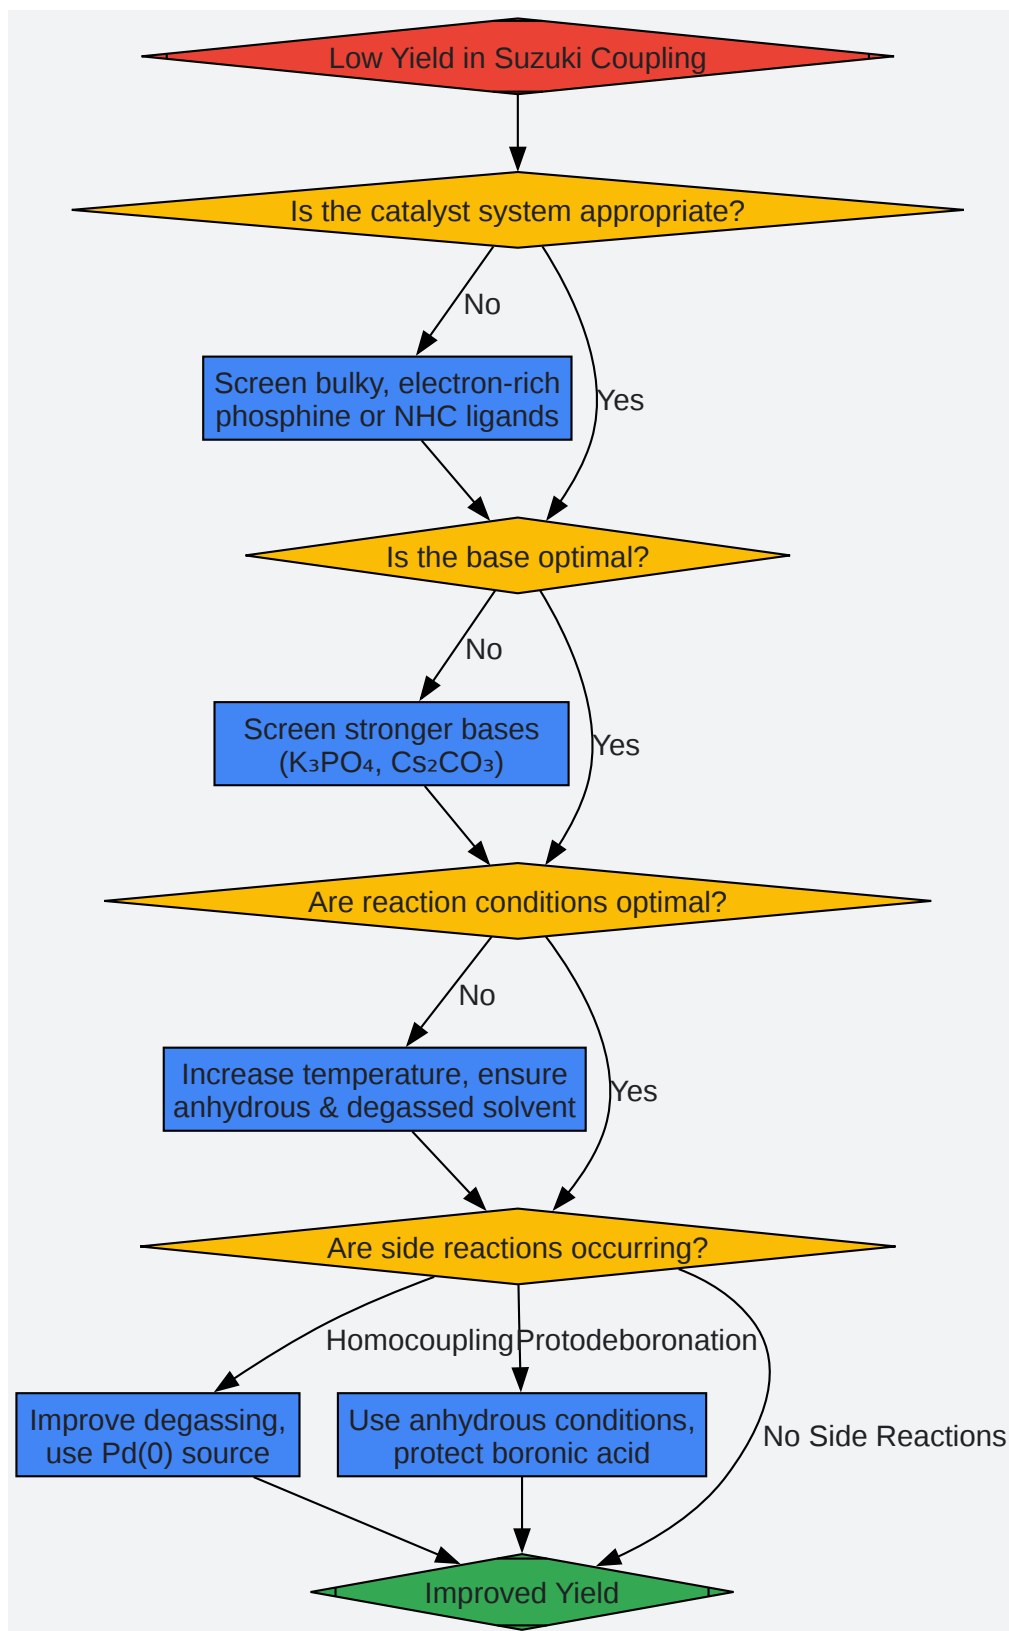 Low Yield in Suzuki Coupling
Is the catalyst system appropriate?
No
Screen bulky, electron-rich
phosphine or NHC ligands
Yes
Is the base optimal?
No
Screen stronger bases
(K₃PO₄, Cs₂CO₃)
Yes
Are reaction conditions optimal?
No
Increase temperature, ensure
anhydrous & degassed solvent
Yes
Are side reactions occurring?
Homocoupling
Protodeboronation
Improve degassing,
use Pd(0) source
Use anhydrous conditions,
protect boronic acid
No Side Reactions
Improved Yield